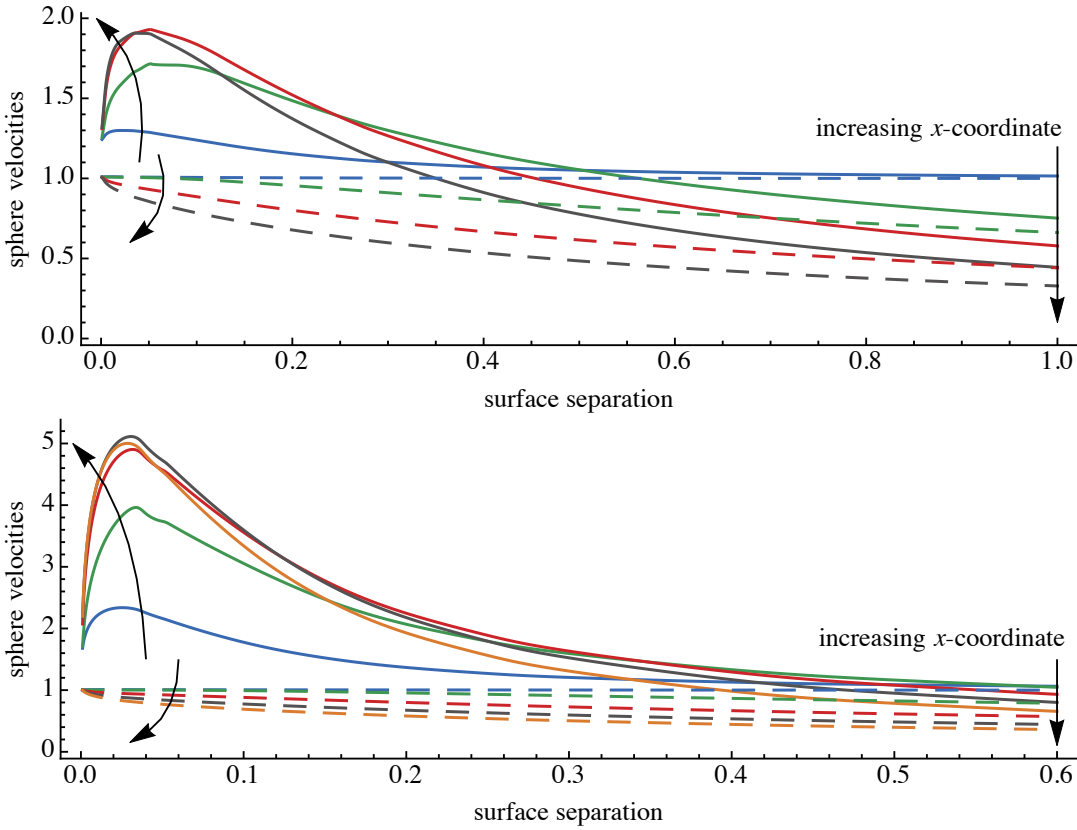 2.0
1.5
1.0
0.5
0.0
sphere velocities
increasing x-coordinate
0.0 0.2 0.4 0.6 0.8 1.0
surface separation
5
4
3
2
1
0
sphere velocities
increasing x-coordinate
0.0 0.1 0.2 0.3 0.4 0.5 0.6
surface separation